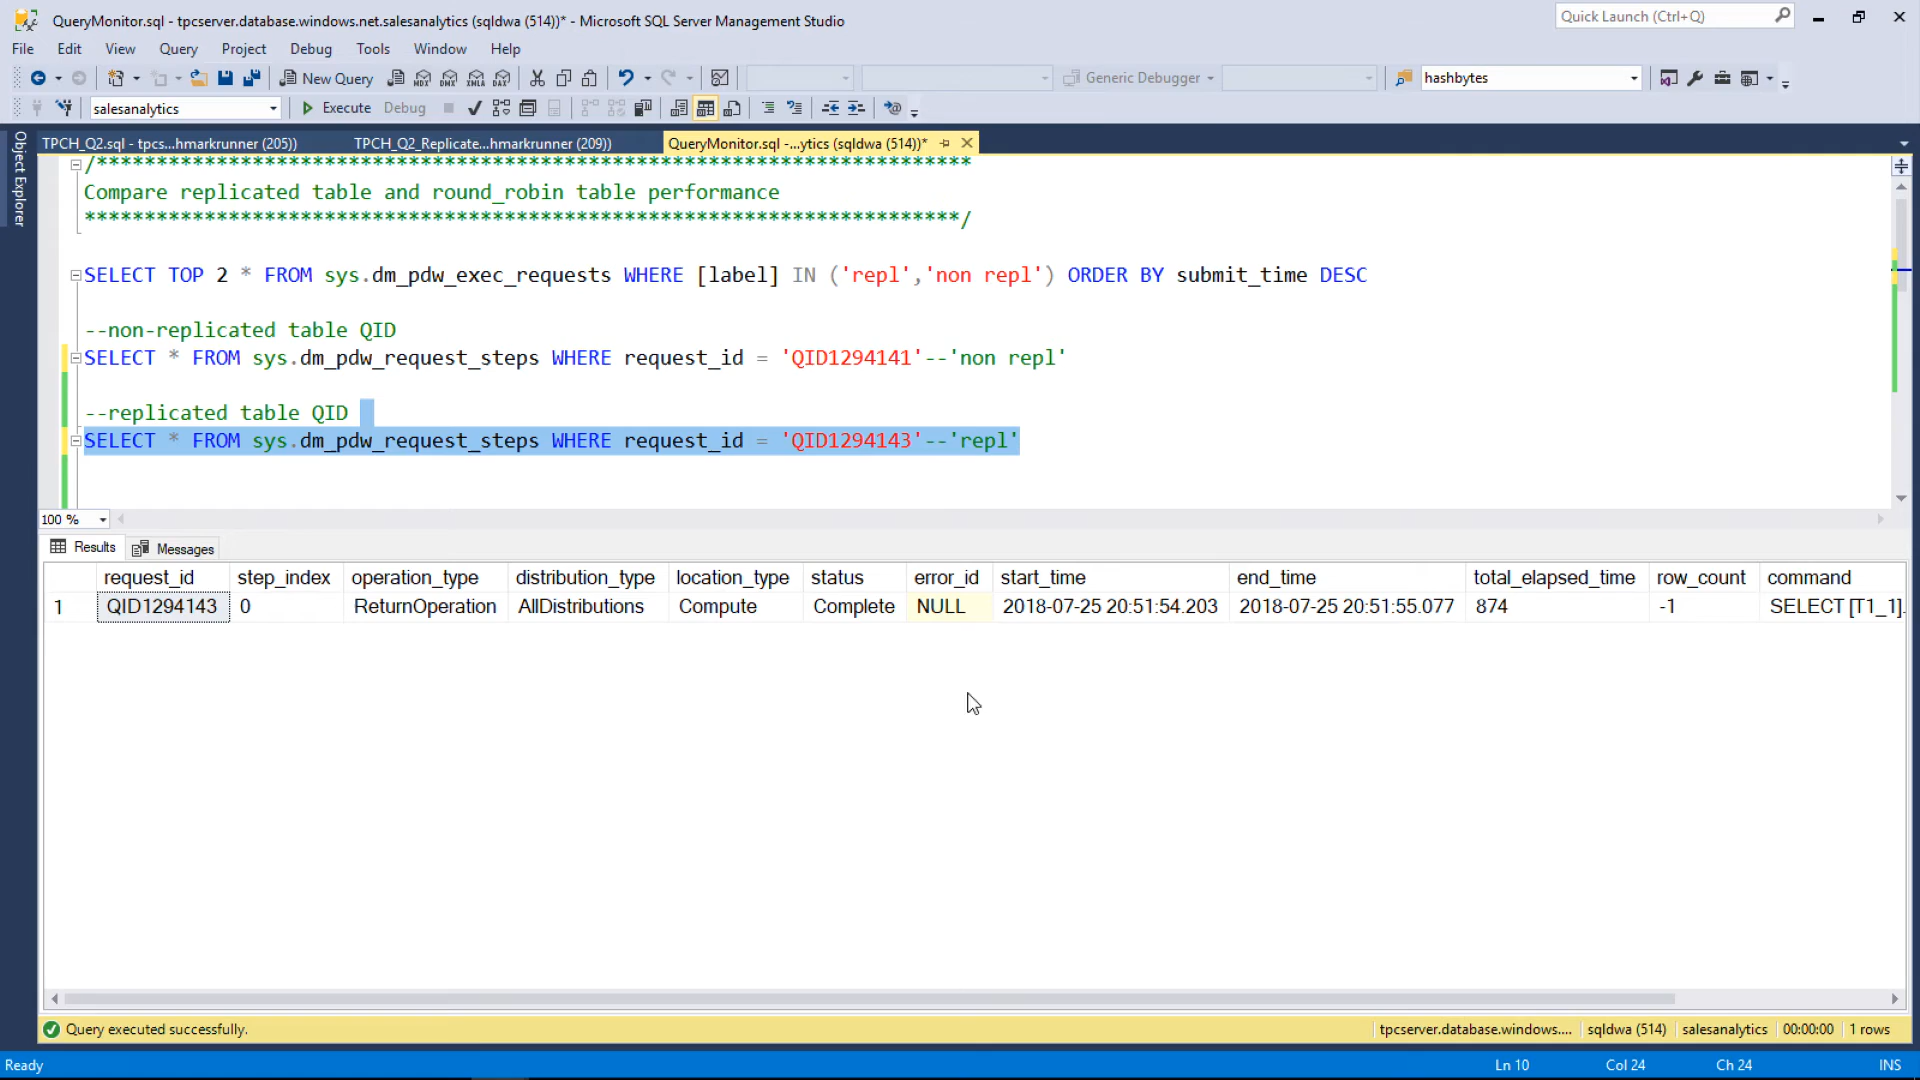 QueryMonitor.sql - tpcserver.database.windows.net.salesanalytics (sqldwa (514))* - Microsoft SQL Server Management Studio
Quick Launch (Ctrl+Q)
File Edit View Query Project Debug Tools Window Help
New Query
MDX DMX XMLA DAX
Generic Debugger
hashbytes
salesanalytics
Execute Debug
Object Explorer
TPCH_Q2.sql - tpcs...hmarkrunner (205))
TPCH_Q2_Replicate...hmarkrunner (209))
QueryMonitor.sql -...ytics (sqldwa (514))*
Compare replicated table and round_robin table performance
SELECT TOP 2 * FROM sys.dm_pdw_exec_requests WHERE [label] IN ('repl','non repl') ORDER BY submit_time DESC
--non-replicated table QID
SELECT * FROM sys.dm_pdw_request_steps WHERE request_id = 'QID1294141'--'non repl'
--replicated table QID
SELECT * FROM sys.dm_pdw_request_steps WHERE request_id = 'QID1294143'--'repl'
100 %
Results Messages
request_id step_index operation_type distribution_type location_type status error_id start_time end_time total_elapsed_time row_count command
1 QID1294143 0 ReturnOperation AllDistributions Compute Complete NULL 2018-07-25 20:51:54.203 2018-07-25 20:51:55.077 874 -1 SELECT [T1_1].
Query executed successfully.
tpcserver.database.windows.... sqldwa (514) salesanalytics 00:00:00 1 rows
Ready
Ln 10 Col 24 Ch 24 INS